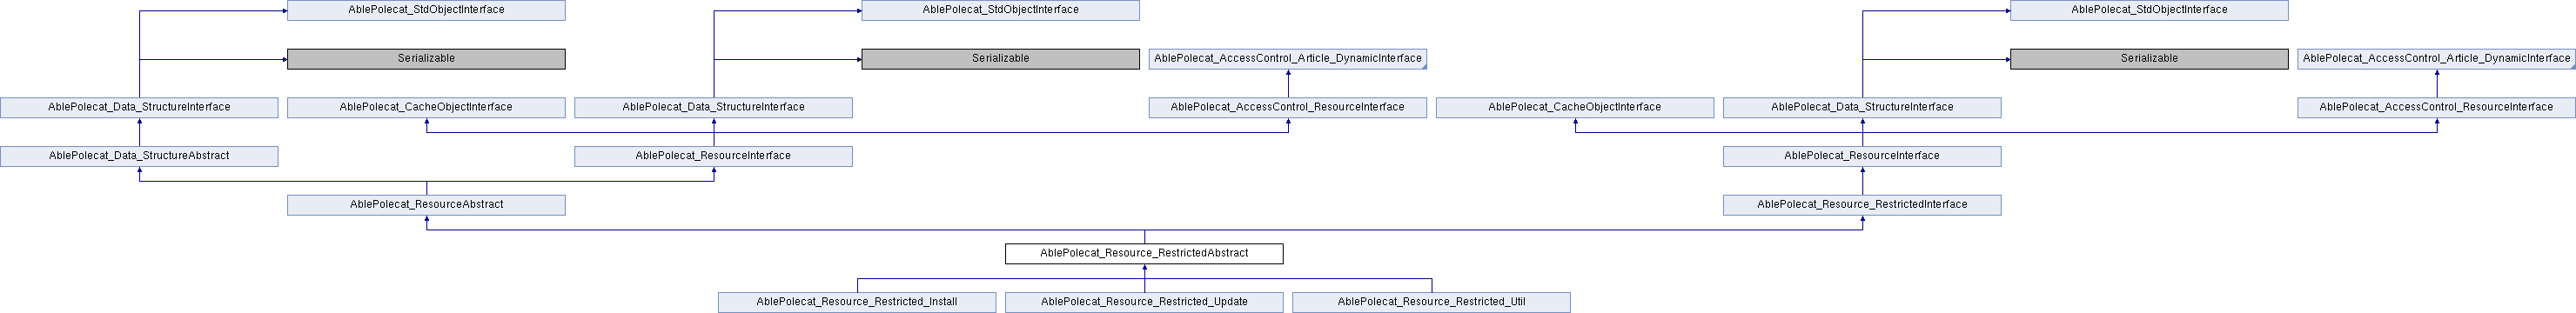 AblePolecat_StdObjectInterface
AblePolecat_StdObjectInterface
AblePolecat_StdObjectInterface
Serializable
Serializable
AblePolecat_AccessControl_Article_DynamicInterface
Serializable
AblePolecat_AccessControl_Article_DynamicInterface
AblePolecat_Data_StructureInterface
AblePolecat_CacheObjectInterface
AblePolecat_Data_StructureInterface
AblePolecat_AccessControl_ResourceInterface
AblePolecat_CacheObjectInterface
AblePolecat_Data_StructureInterface
AblePolecat_AccessControl_ResourceInterface
AblePolecat_Data_StructureAbstract
AblePolecat_ResourceInterface
AblePolecat_ResourceInterface
AblePolecat_ResourceAbstract
AblePolecat_Resource_RestrictedInterface
AblePolecat_Resource_RestrictedAbstract
AblePolecat_Resource_Restricted_Install
AblePolecat_Resource_Restricted_Update
AblePolecat_Resource_Restricted_Util